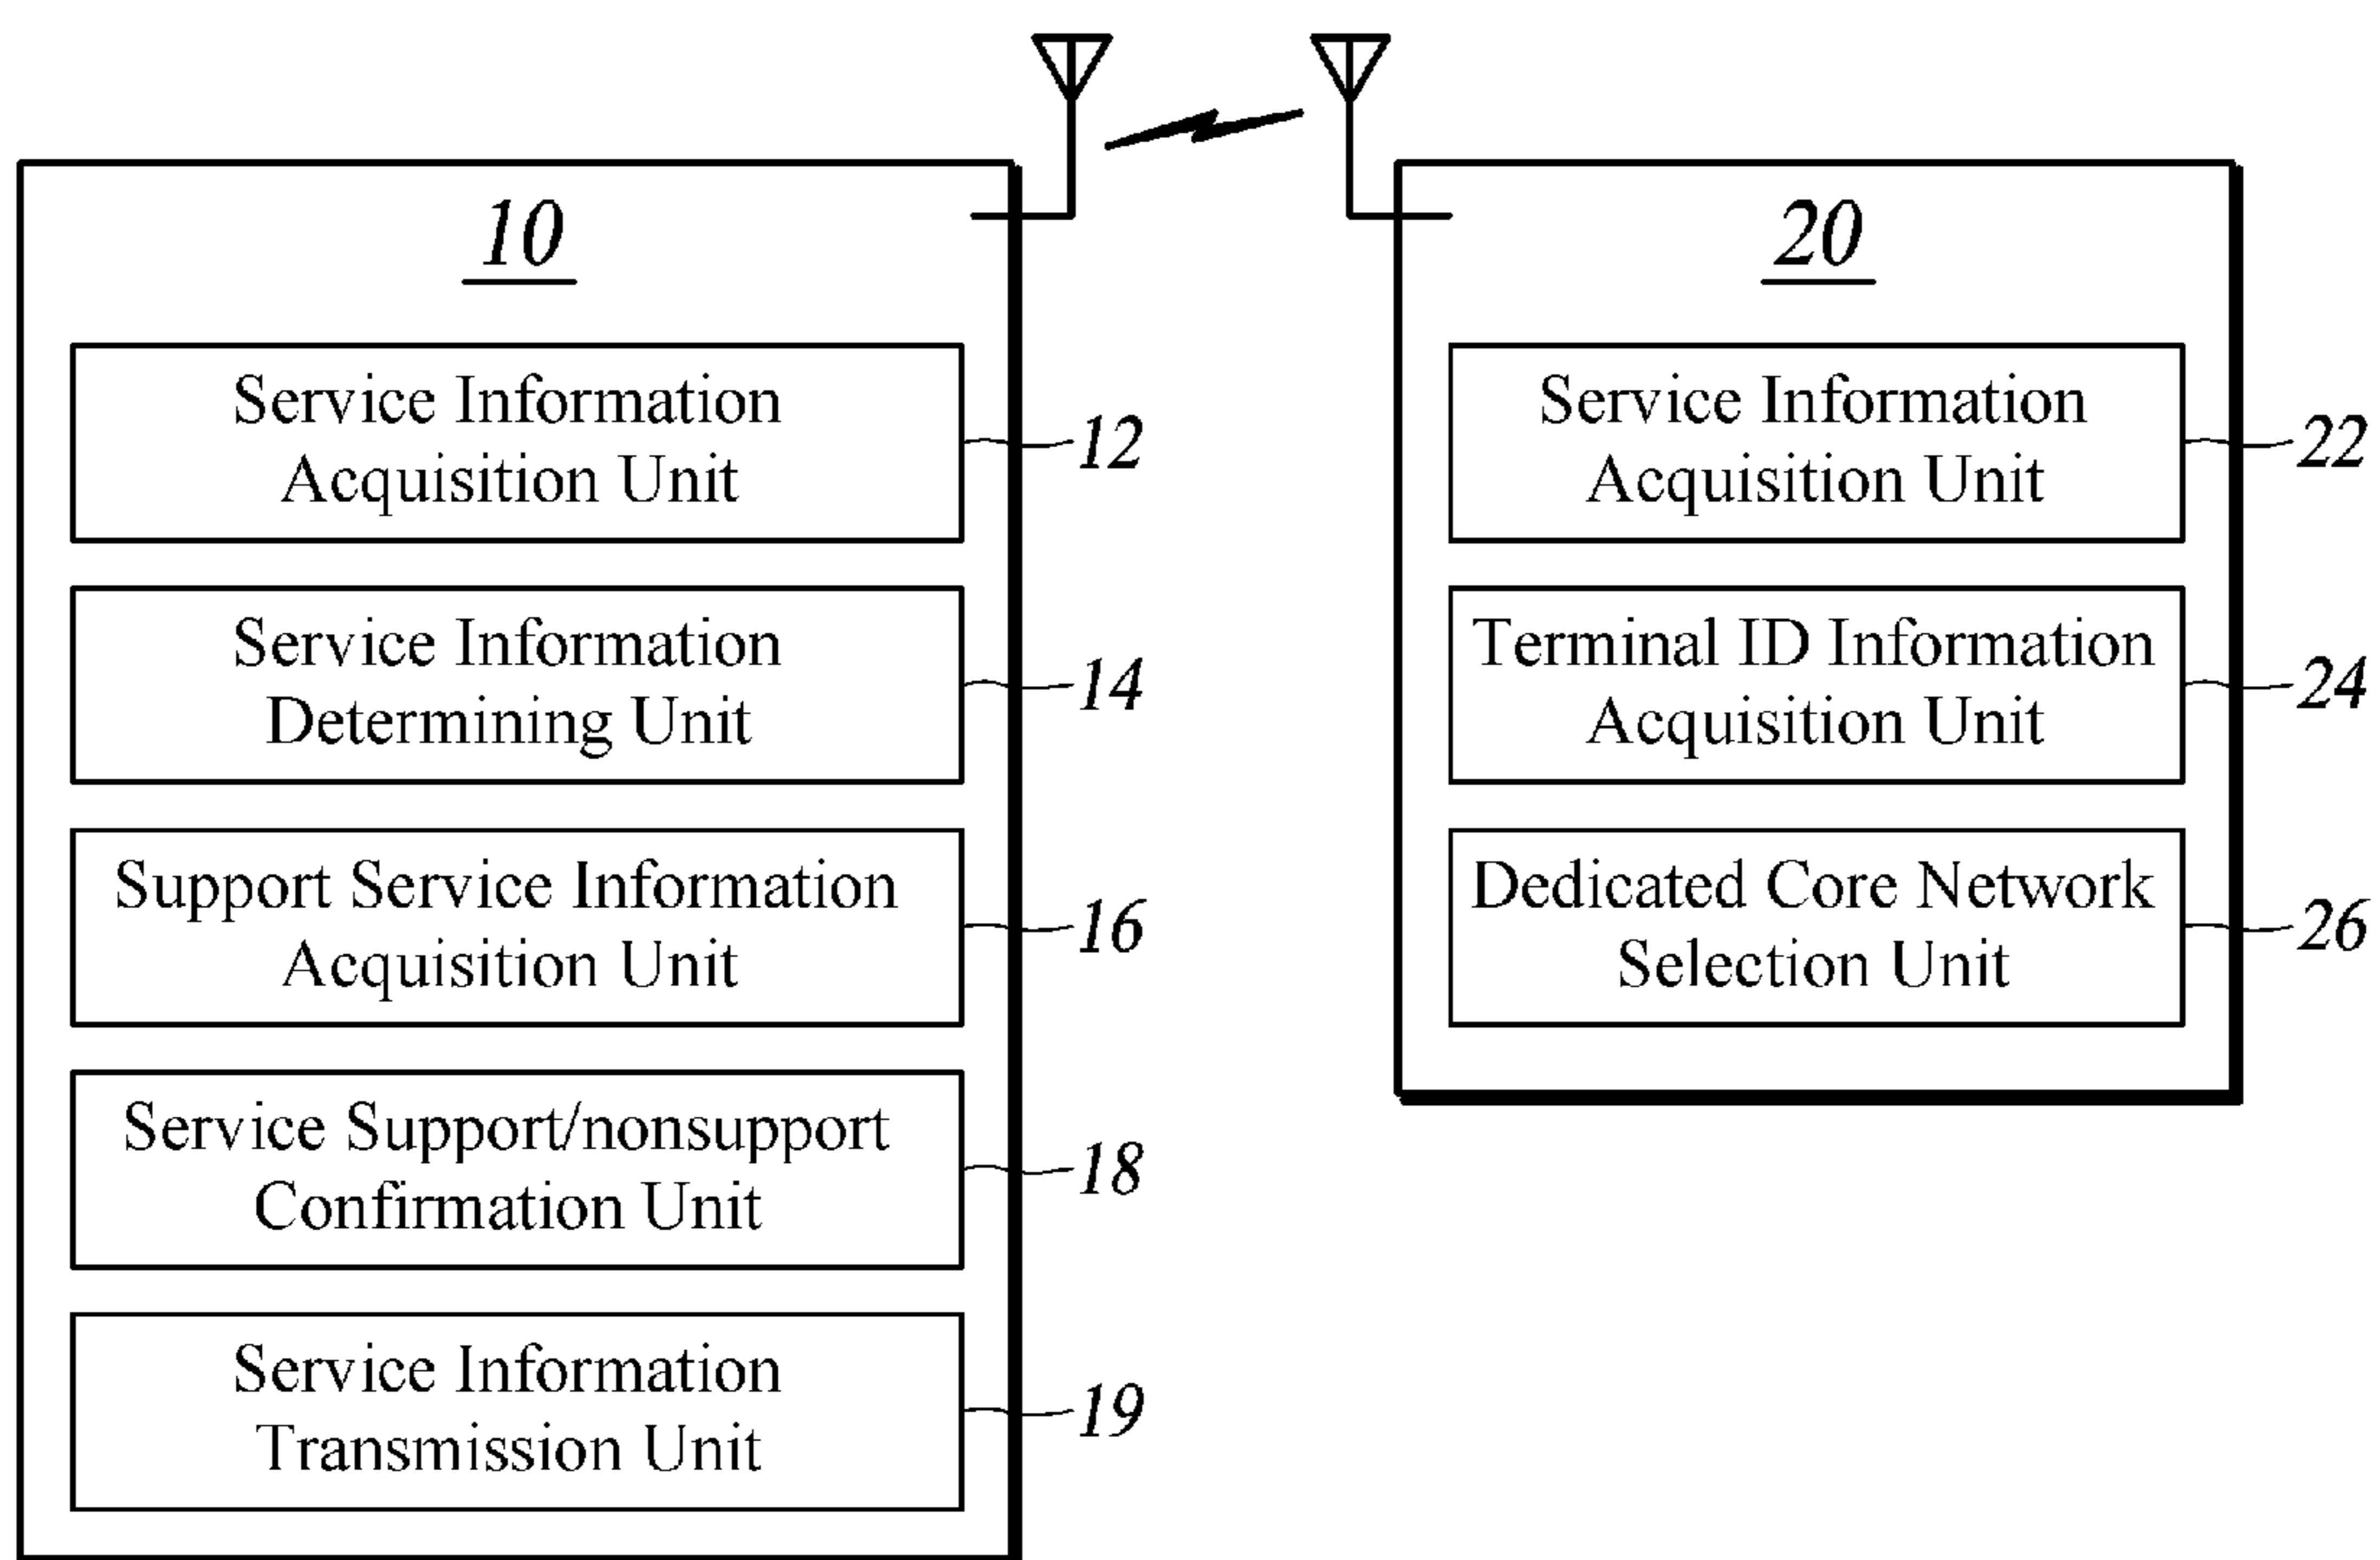 10
Service Information
Acquisition Unit
12
Service Information
Determining Unit
14
Support Service Information
Acquisition Unit
16
Service Support/nonsupport
Confirmation Unit
18
Service Information
Transmission Unit
19
20
Service Information
Acquisition Unit
22
Terminal ID Information
Acquisition Unit
24
Dedicated Core Network
Selection Unit
26